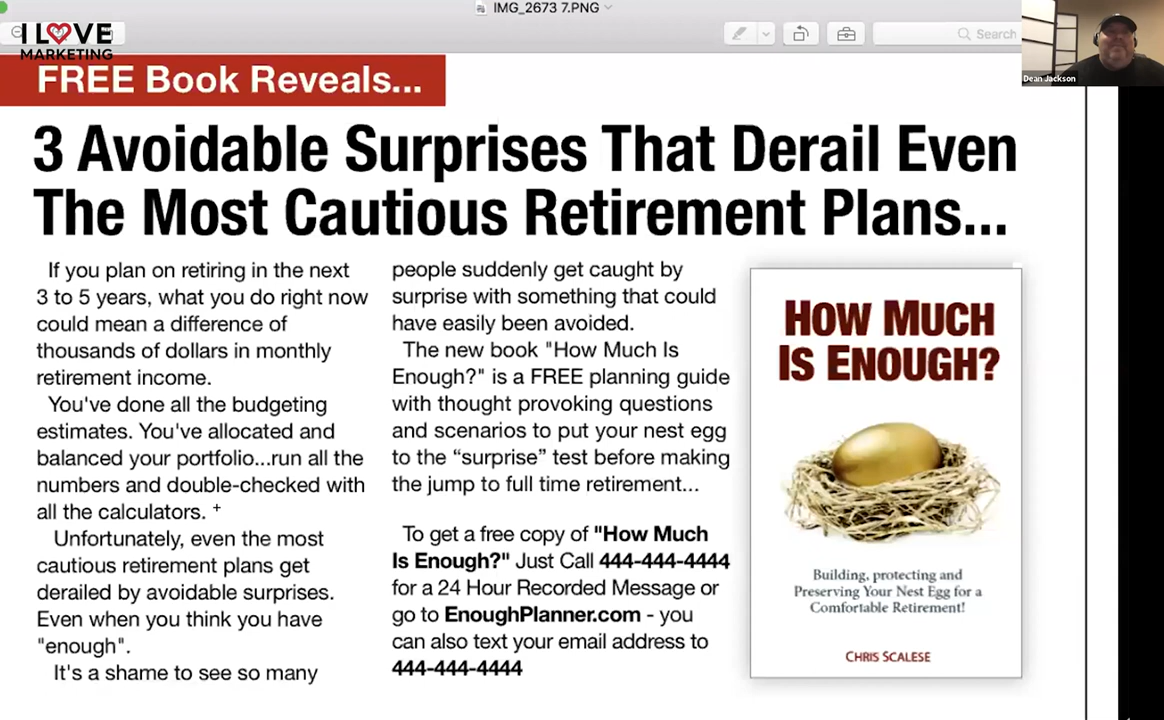 IMG_2673 7.PNG
I LOVE
MARKETING
Search
Dean Jackson
FREE Book Reveals...
3 Avoidable Surprises That Derail Even
The Most Cautious Retirement Plans...
If you plan on retiring in the next
3 to 5 years, what you do right now
could mean a difference of
thousands of dollars in monthly
retirement income.
You've done all the budgeting
estimates. You've allocated and
balanced your portfolio...run all the
numbers and double-checked with
all the calculators.
Unfortunately, even the most
cautious retirement plans get
derailed by avoidable surprises.
Even when you think you have
"enough".
It's a shame to see so many
people suddenly get caught by
surprise with something that could
have easily been avoided.
The new book "How Much Is
Enough?" is a FREE planning guide
with thought provoking questions
and scenarios to put your nest egg
to the “surprise” test before making
the jump to full time retirement...
To get a free copy of "How Much
Is Enough?" Just Call 444-444-4444
for a 24 Hour Recorded Message or
go to EnoughPlanner.com - you
can also text your email address to
444-444-4444
HOW MUCH
IS ENOUGH?
Building, protecting and
Preserving Your Nest Egg for a
Comfortable Retirement!
CHRIS SCALESE